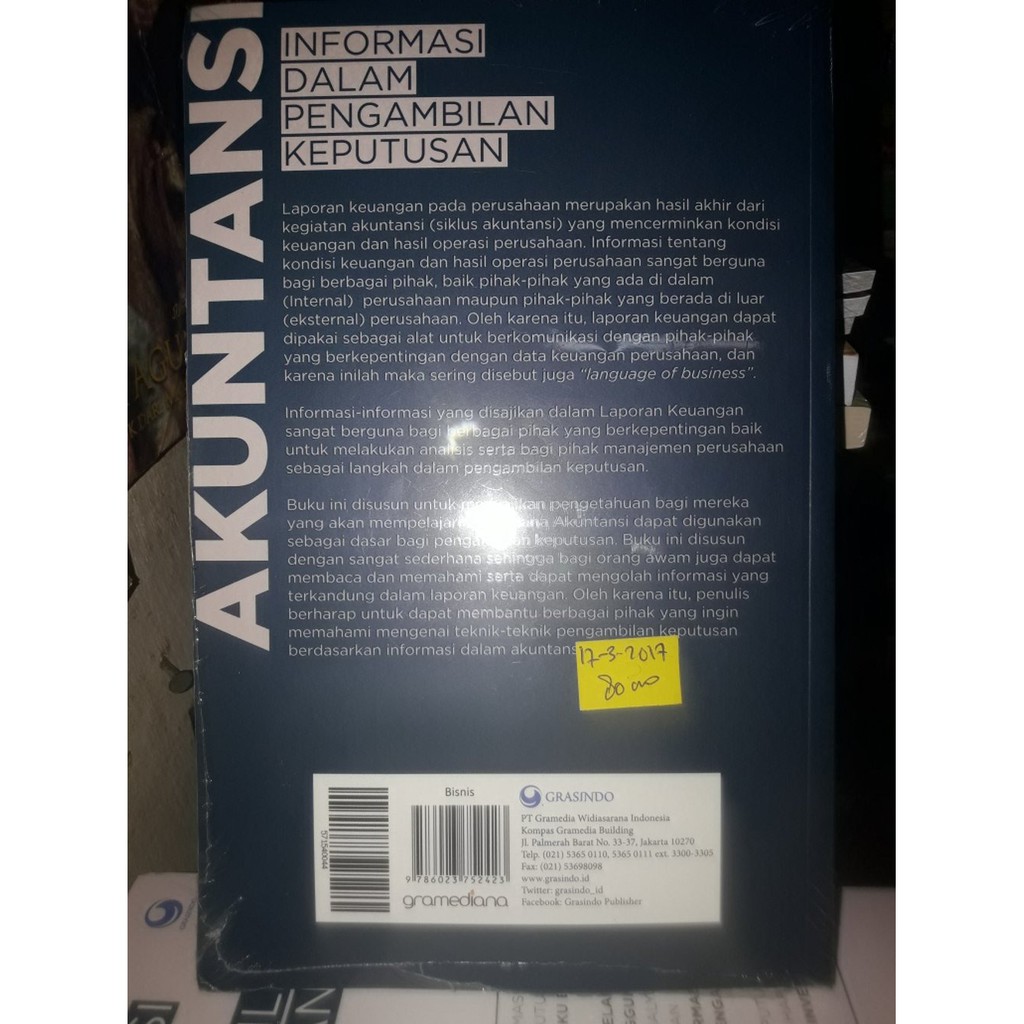 AKUNTANSI
INFORMASI
DALAM
PENGAMBILAN
KEPUTUSAN
Laporan keuangan pada perusahaan merupakan hasil akhir dari
kegiatan akuntansi (siklus akuntansi) yang mencerminkan kondisi
keuangan dan hasil operasi perusahaan. Informasi tentang
kondisi keuangan dan hasil operasi perusahaan sangat berguna
bagi berbagai pihak, baik pihak-pihak yang ada di dalam
(Internal) perusahaan maupun pihak-pihak yang berada di luar
(eksternal) perusahaan. Oleh karena itu, laporan keuangan dapat
dipakai sebagai alat untuk berkomunikasi dengan pihak-pihak
yang berkepentingan dengan data keuangan perusahaan, dan
karena inilah maka sering disebut juga "language of business".
Informasi-informasi yang disajikan dalam Laporan Keuangan
sangat berguna bagi berbagai pihak yang berkepentingan baik
untuk melakukan analisis serta bagi pihak manajemen perusahaan
sebagai langkah dalam pengambilan keputusan.
Buku ini disusun untuk pengetahuan bagi mereka
yang akan Akuntansi dapat digunakan
sebagai dasar bagi keputusan. Buku ini disusun
dengan sangat sederhana sehingga bagi orang awam juga dapat
membaca dan memahami serta dapat mengolah informasi yang
terkandung dalam laporan keuangan. Oleh karena itu, penulis
berharap untuk dapat membantu berbagai pihak yang ingin
memahami mengenai teknik-teknik pengambilan keputusan
berdasarkan informasi dalam
17-3-2017
Bisnis
571540044
9 786023 752423
gramediana
GRASINDO
PT Gramedia Widiasarana Indonesia
Kompas Gramedia Building
Jl. Palmerah Barat No. 33-37, Jakarta 10270
Telp. (021) 5365 0110, 5365 0111 ext. 3300-3305
Fax: (021) 53698098
www.grasindo.id
Twitter: grasindo_id
Facebook: Grasindo Publisher